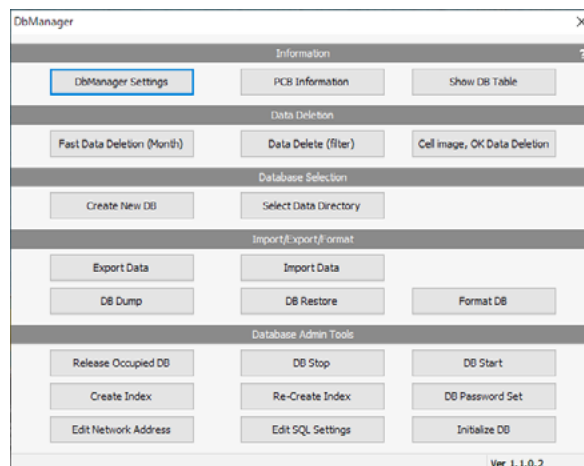 DbManager
Information ?
DbManager Settings PCB Information Show DB Table
Data Deletion
Fast Data Deletion (Month) Data Delete (filter) Cell image, OK Data Deletion
Database Selection
Create New DB Select Data Directory
Import/Export/Format
Export Data Import Data
DB Dump DB Restore Format DB
Database Admin Tools
Release Occupied DB DB Stop DB Start
Create Index Re-Create Index DB Password Set
Edit Network Address Edit SQL Settings Initialize DB
Ver 1.1.0.2